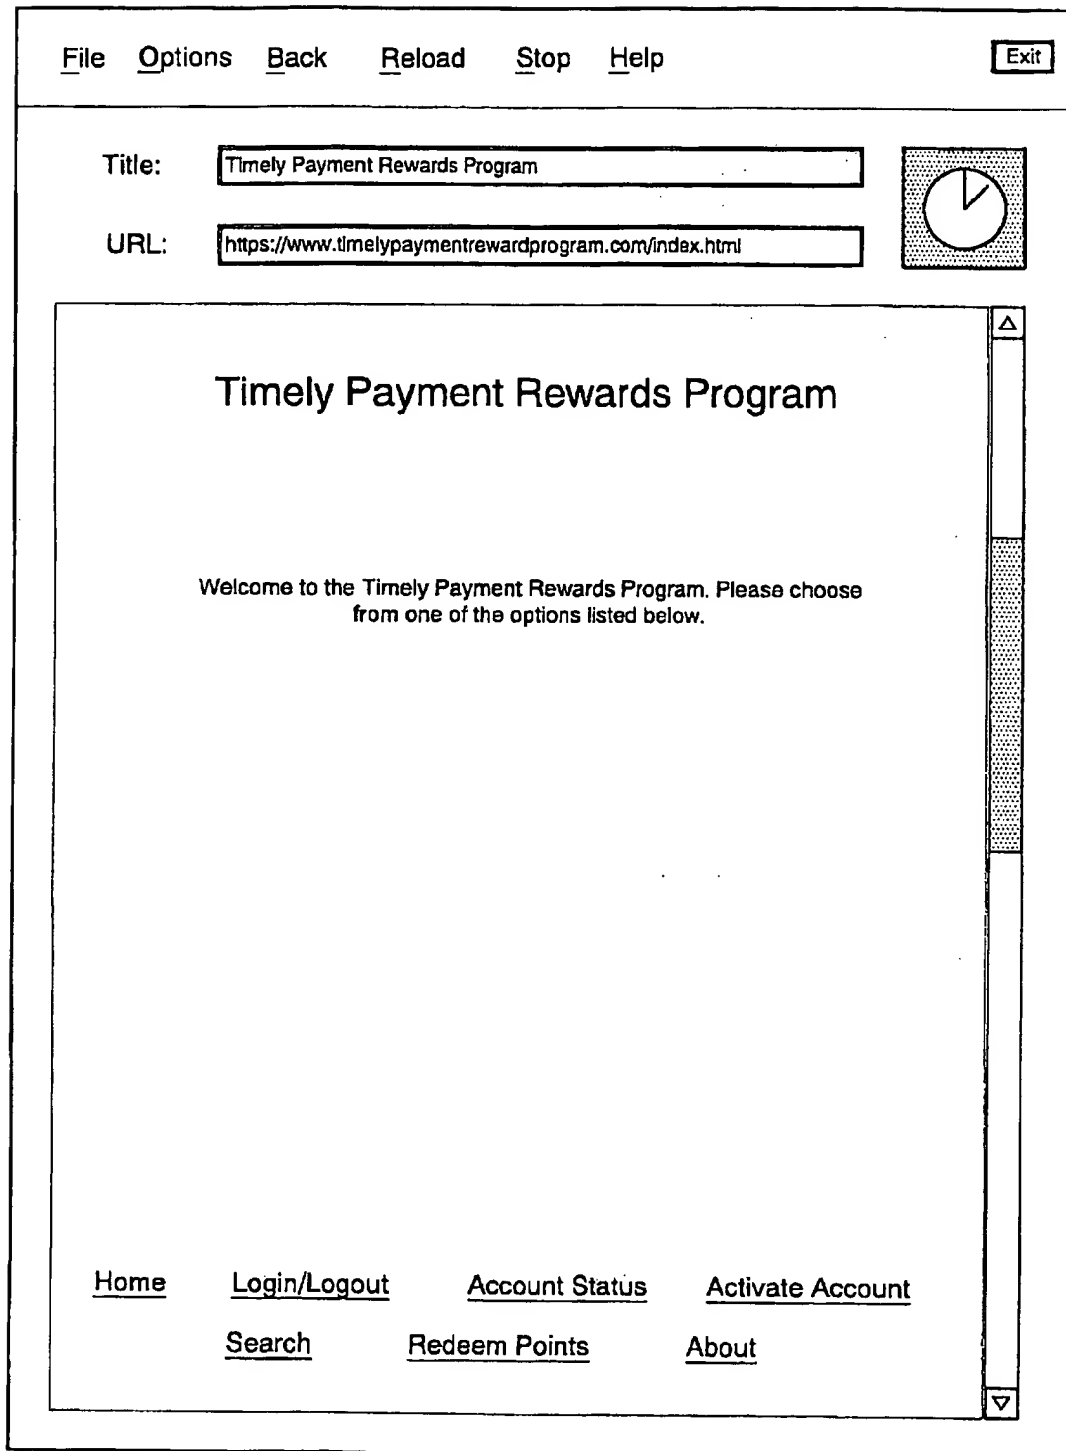 File Options Back Reload Stop Help Exit
Title: Timely Payment Rewards Program
URL: https://www.timelypaymentrewardprogram.com/index.html
Timely Payment Rewards Program
Welcome to the Timely Payment Rewards Program. Please choose
from one of the options listed below.
Home Login/Logout Account Status Activate Account
Search Redeem Points About